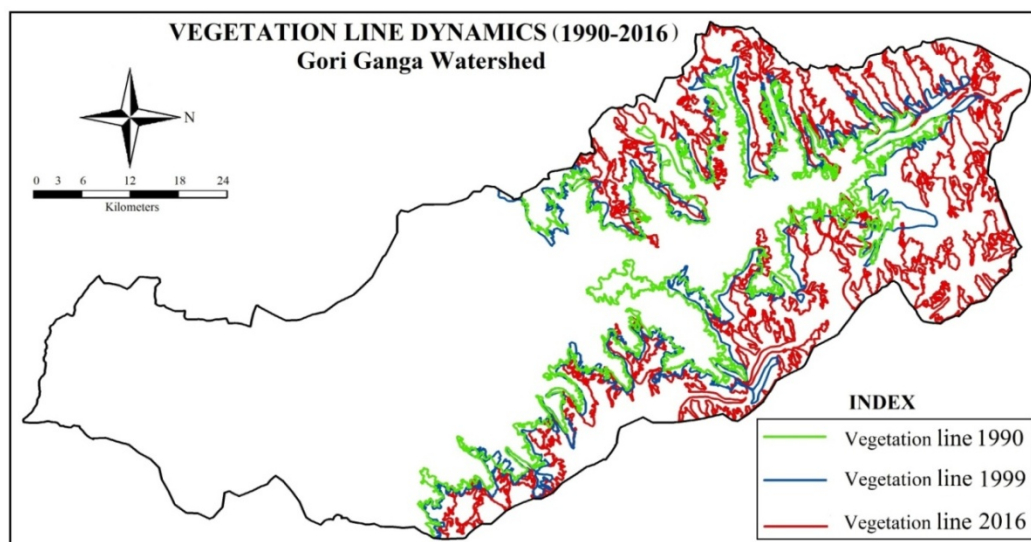 VEGETATION LINE DYNAMICS (1990-2016)
Gori Ganga Watershed
N
0 3 6 12 18 24
Kilometers
INDEX
Vegetation line 1990
Vegetation line 1999
Vegetation line 2016